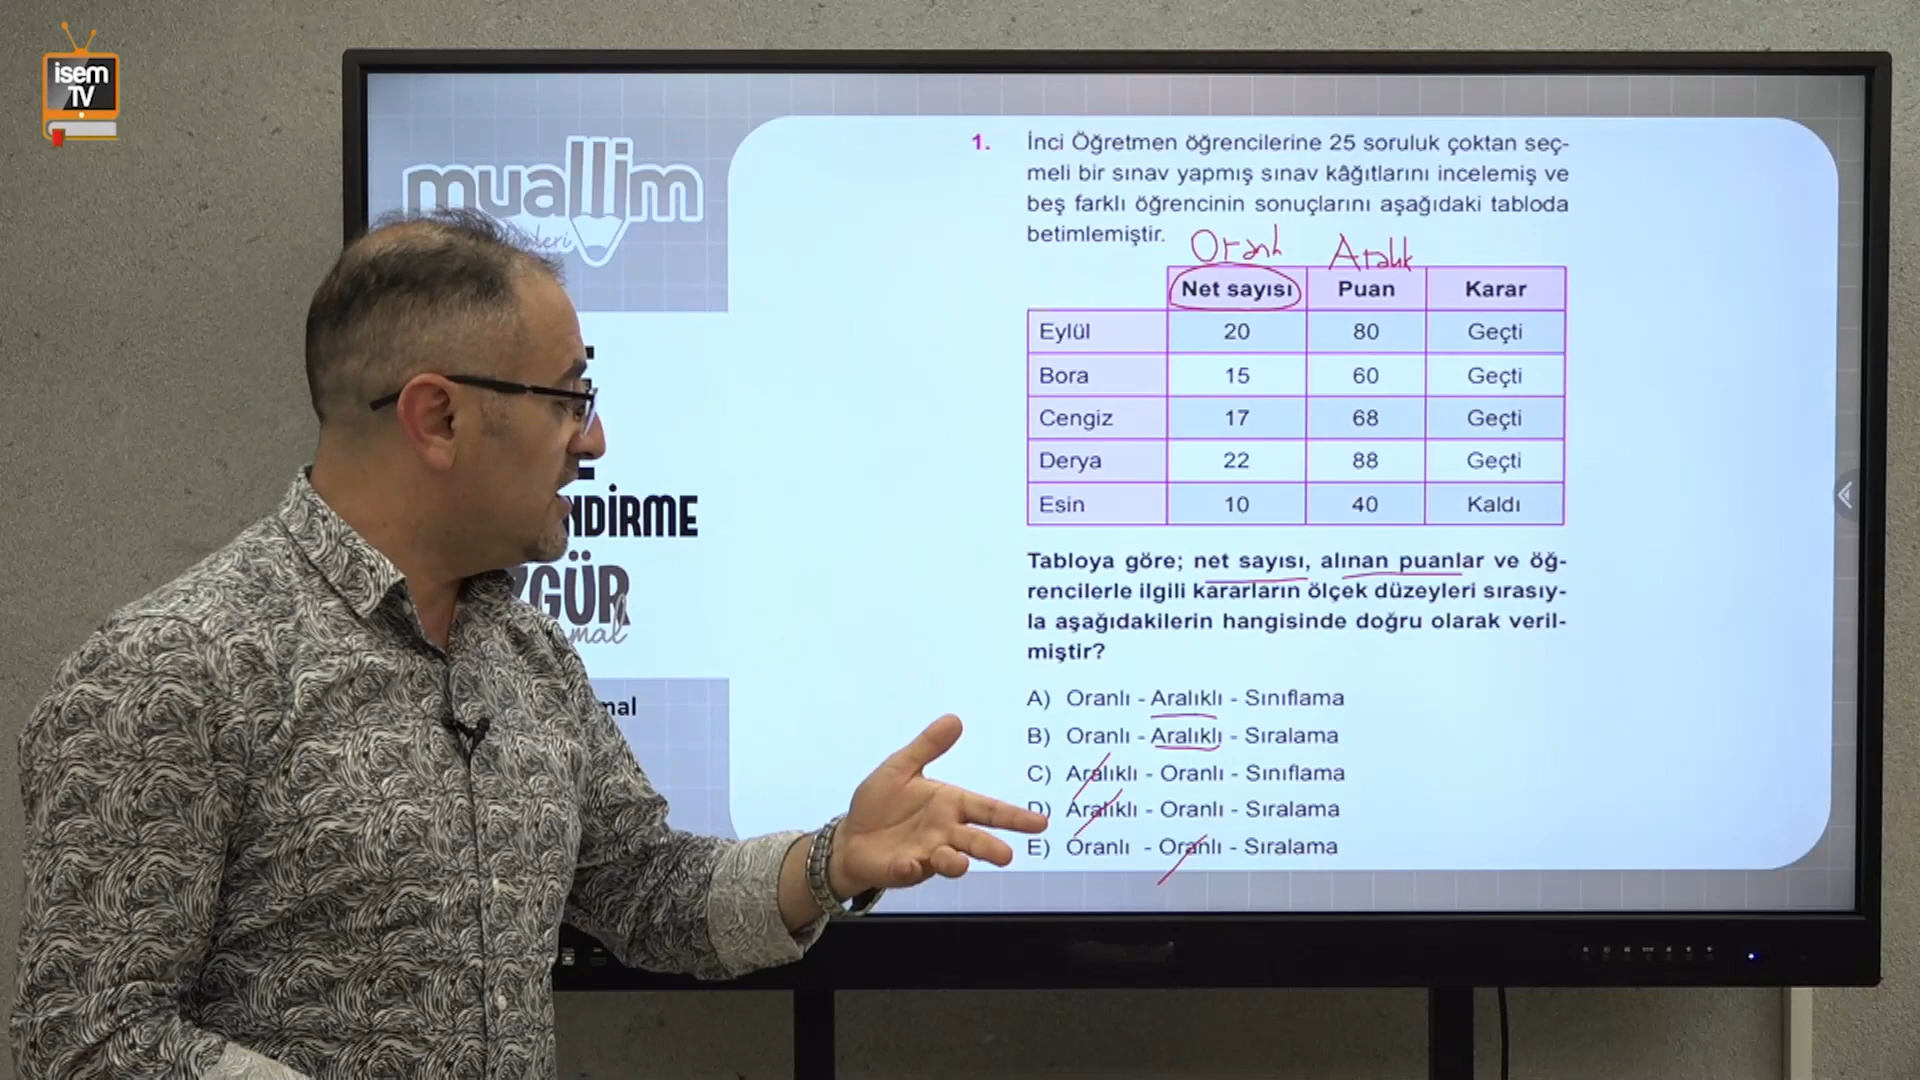 isem
TV
muallim
NDİRME
ZGÜR
mal
mal
1. İnci Öğretmen öğrencilerine 25 soruluk çoktan seç-
meli bir sınav yapmış sınav kâğıtlarını incelemiş ve
beş farklı öğrencinin sonuçlarını aşağıdaki tabloda
betimlemiştir.
Oranlı Aralık
Net sayısı Puan Karar
Eylül 20 80 Geçti
Bora 15 60 Geçti
Cengiz 17 68 Geçti
Derya 22 88 Geçti
Esin 10 40 Kaldı
Tabloya göre; net sayısı, alınan puanlar ve öğ-
rencilerle ilgili kararların ölçek düzeyleri sırasıy-
la aşağıdakilerin hangisinde doğru olarak veril-
miştir?
A) Oranlı - Aralıklı - Sınıflama
B) Oranlı - Aralıklı - Sıralama
C) Aralıklı - Oranlı - Sınıflama
D) Aralıklı - Oranlı - Sıralama
E) Oranlı - Oranlı - Sıralama